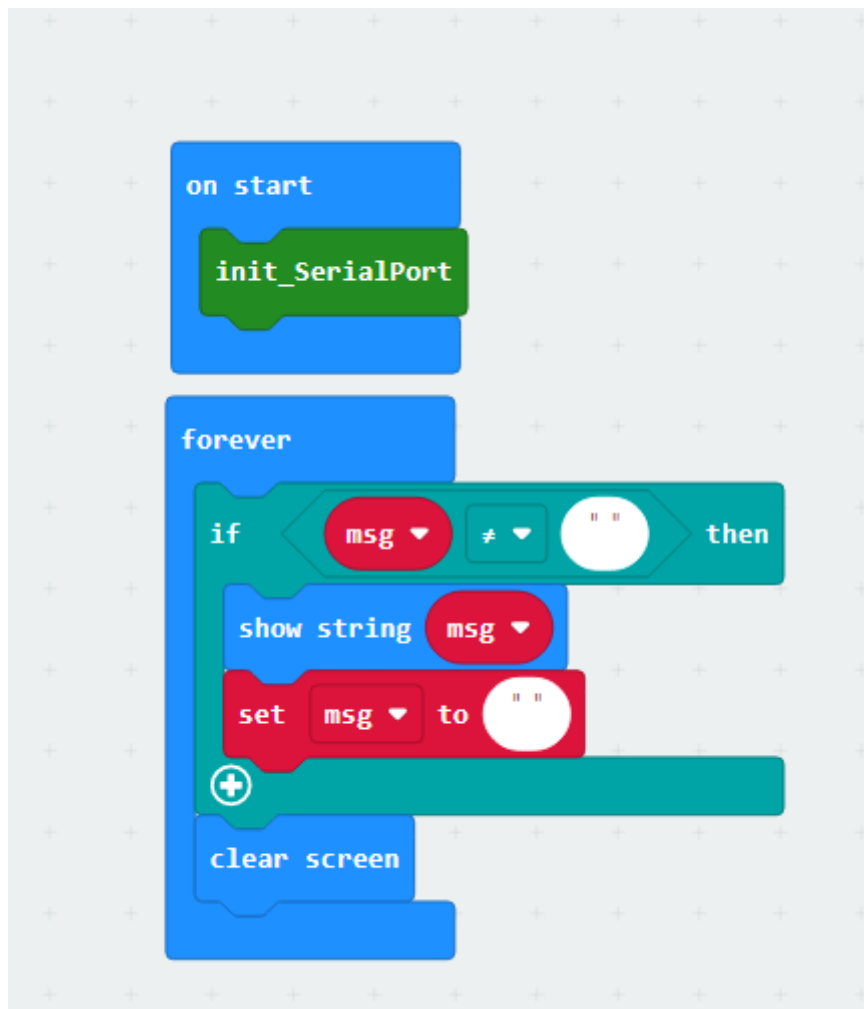 on start
init_SerialPort
forever
if msg ≠ " " then
show string msg
set msg to " "
clear screen